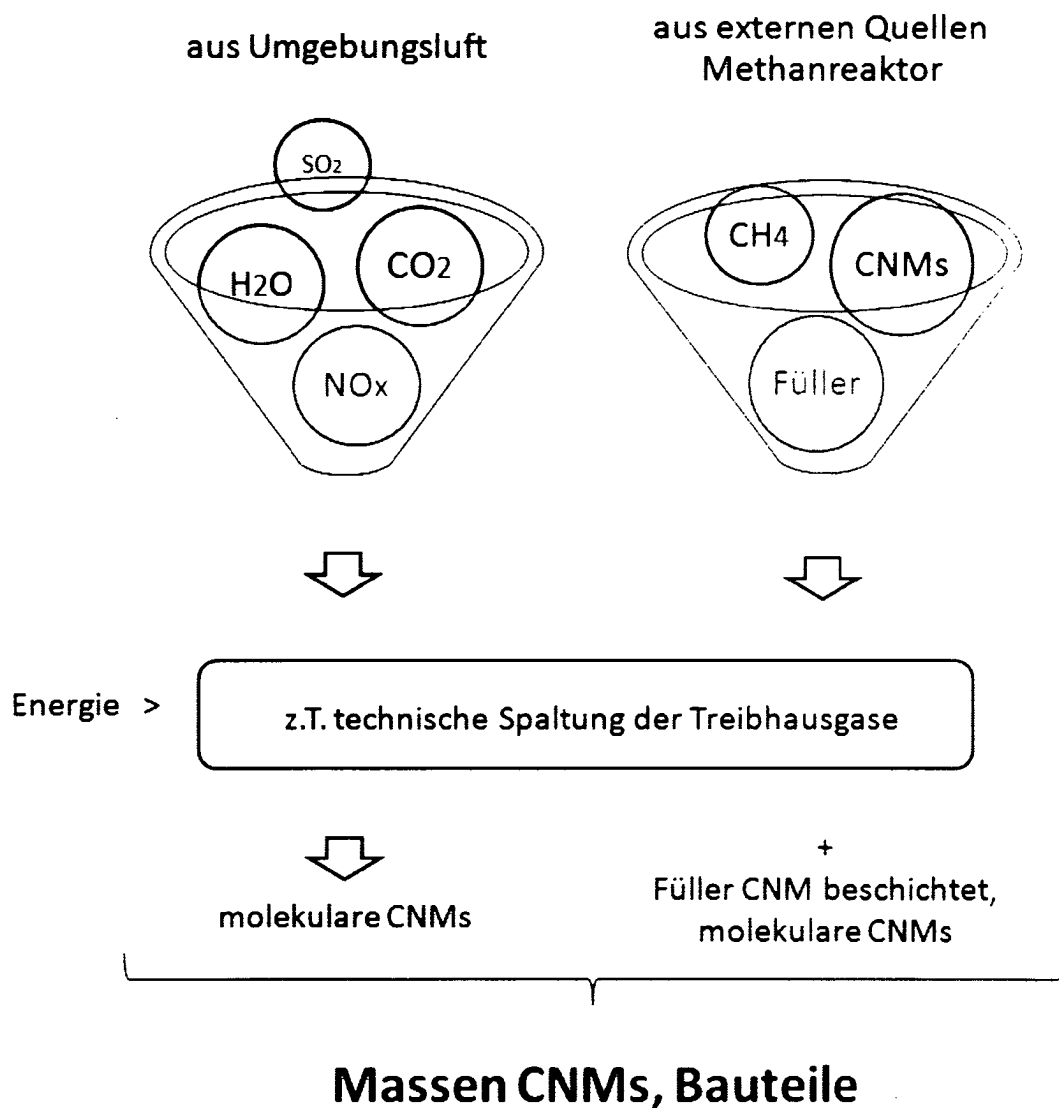 aus Umgebungsluft
aus externen Quellen
Methanreaktor
SO2
H2O
CO2
NOx
CH4
CNMs
Füller
Energie >
z.T. technische Spaltung der Treibhausgase
molekulare CNMs
+
Füller CNM beschichtet,
molekulare CNMs
Massen CNMs, Bauteile